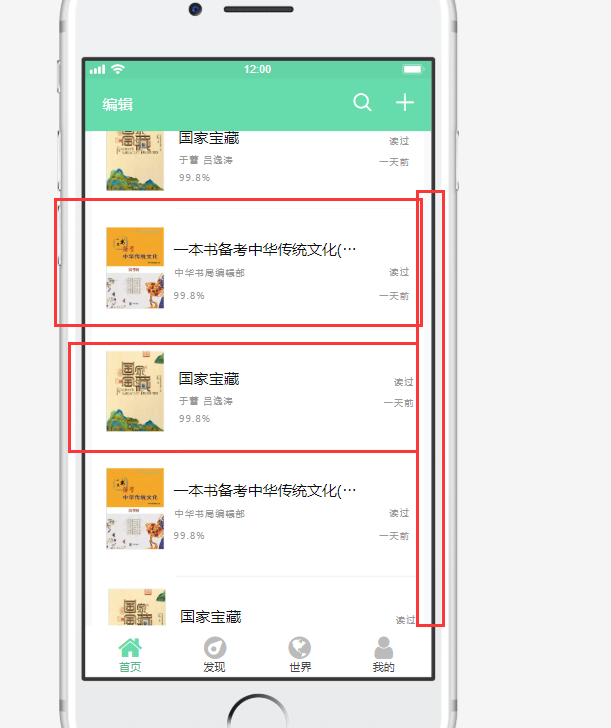 12:00
编辑
国家宝藏
读过
于蕾 吕逸涛
一天前
99.8%
一本书备考中华传统文化(…
中华书局编辑部
读过
99.8%
一天前
国家宝藏
读过
于蕾 吕逸涛
一天前
99.8%
一本书备考中华传统文化(…
中华书局编辑部
读过
99.8%
一天前
国家宝藏
读过
首页
发现
世界
我的